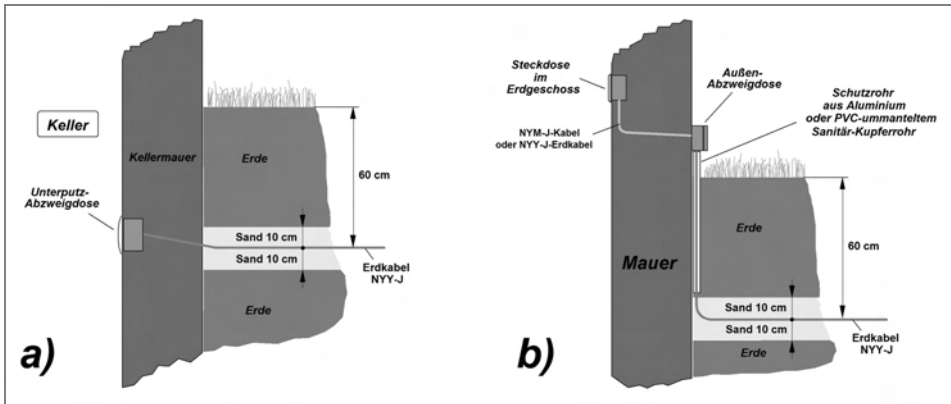 Keller
Kellermauer
Erde
60 cm
Unterputz-
Abzweigdose
Sand 10 cm
Sand 10 cm
Erdkabel
NYY-J
Erde
a)
Steckdose
im
Erdgeschoss
Außen-
Abzweigdose
Schutzrohr
aus Aluminium
oder PVC-ummanteltem
Sanitär-Kupferrohr
NYM-J-Kabel
oder NYY-J-Erdkabel
Erde
60 cm
Mauer
Sand 10 cm
Sand 10 cm
Erdkabel
NYY-J
Erde
b)